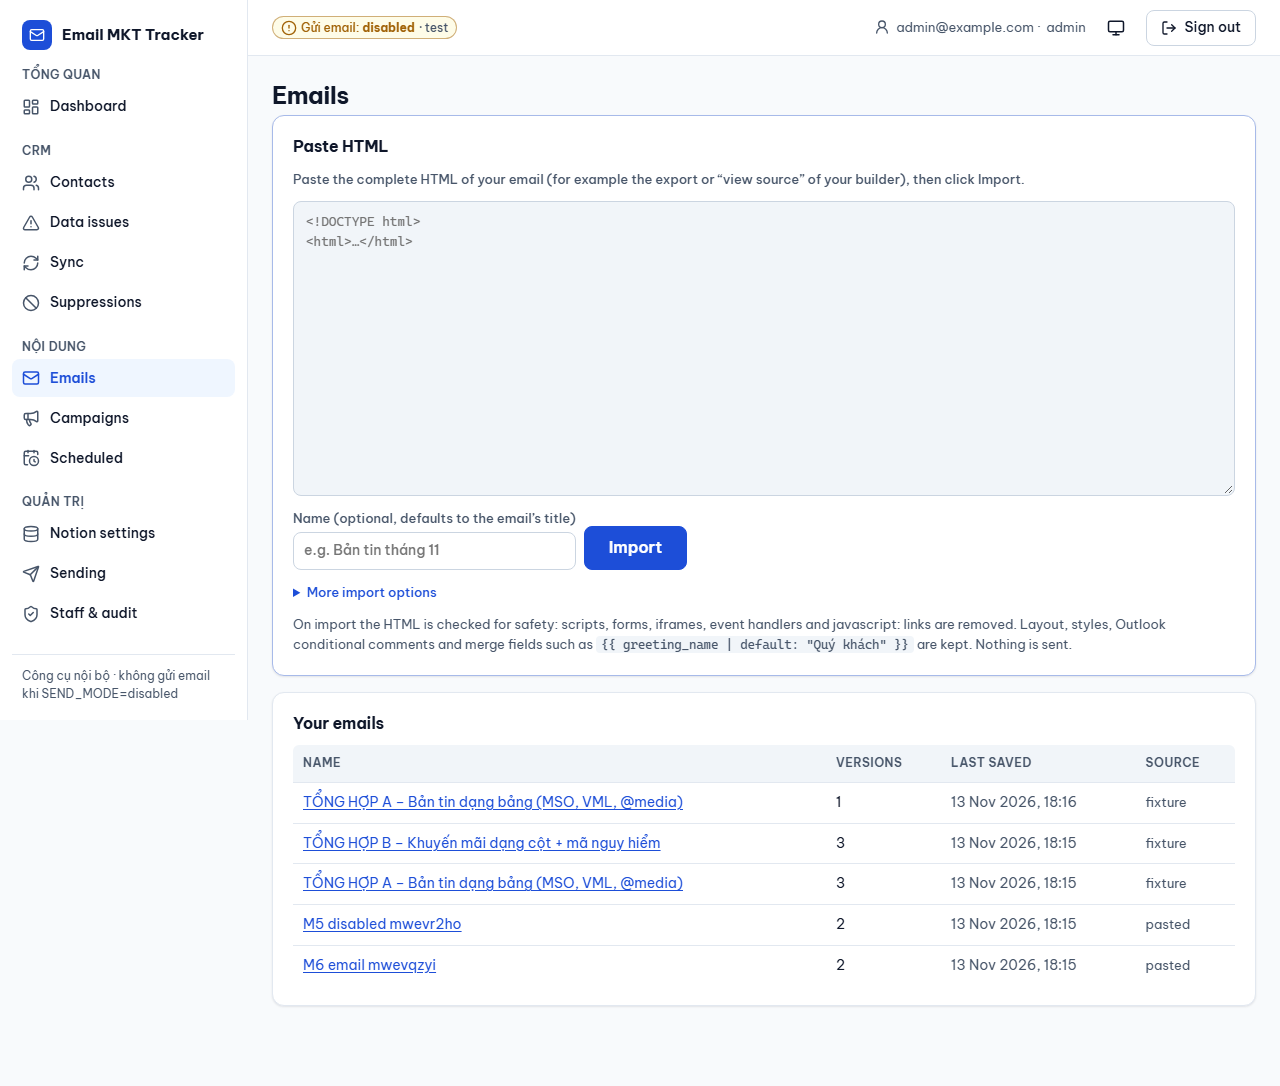 Email MKT Tracker
TỔNG QUAN
Dashboard
CRM
Contacts
Data issues
Sync
Suppressions
NỘI DUNG
Emails
Campaigns
Scheduled
QUẢN TRỊ
Notion settings
Sending
Staff & audit
Công cụ nội bộ · không gửi email
khi SEND_MODE=disabled
Gửi email: disabled · test
admin@example.com · admin
Sign out
Emails
Paste HTML
Paste the complete HTML of your email (for example the export or “view source” of your builder), then click Import.
<!DOCTYPE html>
<html>…</html>
Name (optional, defaults to the email’s title)
e.g. Bản tin tháng 11
Import
More import options
On import the HTML is checked for safety: scripts, forms, iframes, event handlers and javascript: links are removed. Layout, styles, Outlook
conditional comments and merge fields such as {{ greeting_name | default: "Quý khách" }} are kept. Nothing is sent.
Your emails
NAME VERSIONS LAST SAVED SOURCE
TỔNG HỢP A – Bản tin dạng bảng (MSO, VML, @media) 1 13 Nov 2026, 18:16 fixture
TỔNG HỢP B – Khuyến mãi dạng cột + mã nguy hiểm 3 13 Nov 2026, 18:15 fixture
TỔNG HỢP A – Bản tin dạng bảng (MSO, VML, @media) 3 13 Nov 2026, 18:15 fixture
M5 disabled mwevr2ho 2 13 Nov 2026, 18:15 pasted
M6 email mwevqzyi 2 13 Nov 2026, 18:15 pasted